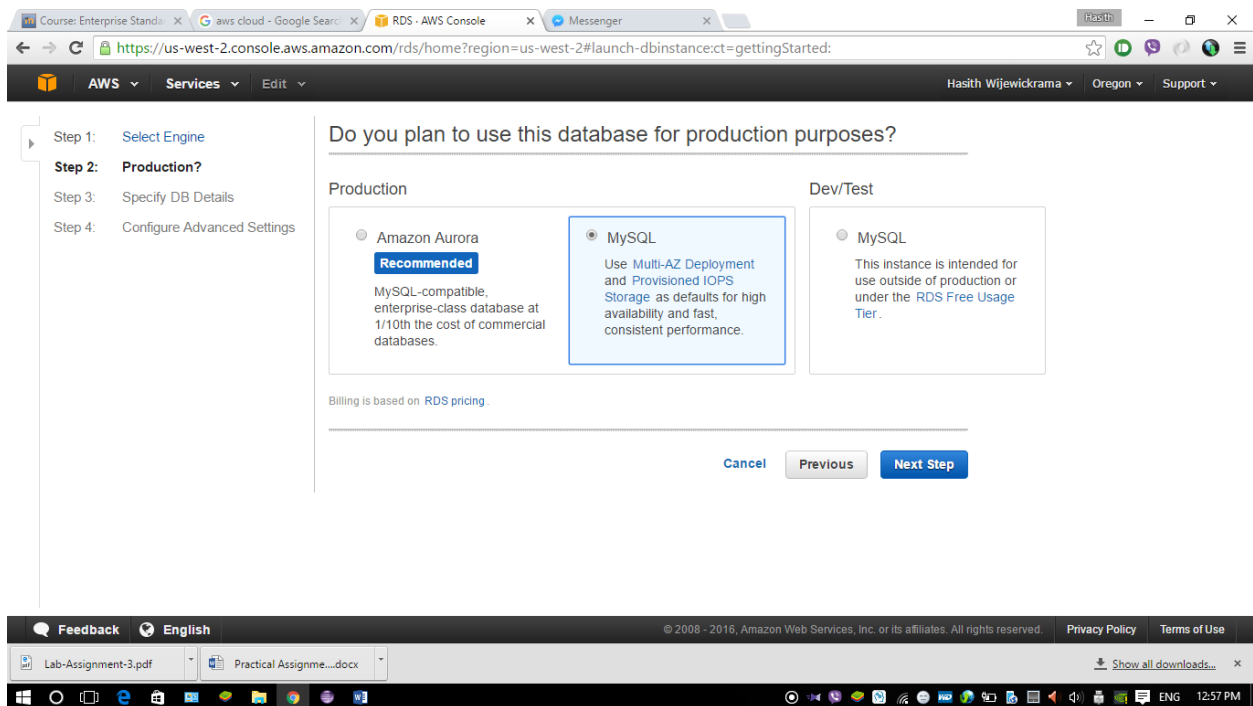 Course: Enterprise Standar
aws cloud - Google Search
RDS · AWS Console
Messenger
Hasith
https://us-west-2.console.aws.amazon.com/rds/home?region=us-west-2#launch-dbinstance:ct=gettingStarted:
AWS Services Edit Hasith Wijewickrama Oregon Support
Step 1: Select Engine
Step 2: Production?
Step 3: Specify DB Details
Step 4: Configure Advanced Settings
Do you plan to use this database for production purposes?
Production
Amazon Aurora
Recommended
MySQL-compatible,
enterprise-class database at
1/10th the cost of commercial
databases.
MySQL
Use Multi-AZ Deployment
and Provisioned IOPS
Storage as defaults for high
availability and fast,
consistent performance.
Dev/Test
MySQL
This instance is intended for
use outside of production or
under the RDS Free Usage
Tier.
Billing is based on RDS pricing.
Cancel Previous Next Step
Feedback English © 2008 - 2016, Amazon Web Services, Inc. or its affiliates. All rights reserved. Privacy Policy Terms of Use
Lab-Assignment-3.pdf Practical Assignme....docx Show all downloads...
ENG 12:57 PM